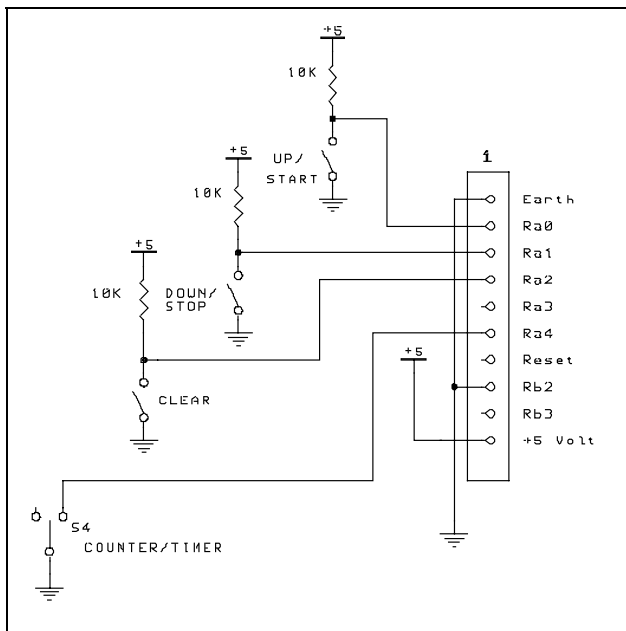 +5
10K
UP/
START
+5
10K
DOWN/
STOP
+5
10K
CLEAR
1
Earth
Ra0
Ra1
Ra2
Ra3
Ra4
Reset
Rb2
Rb3
+5 Volt
+5
S4
COUNTER/TIMER